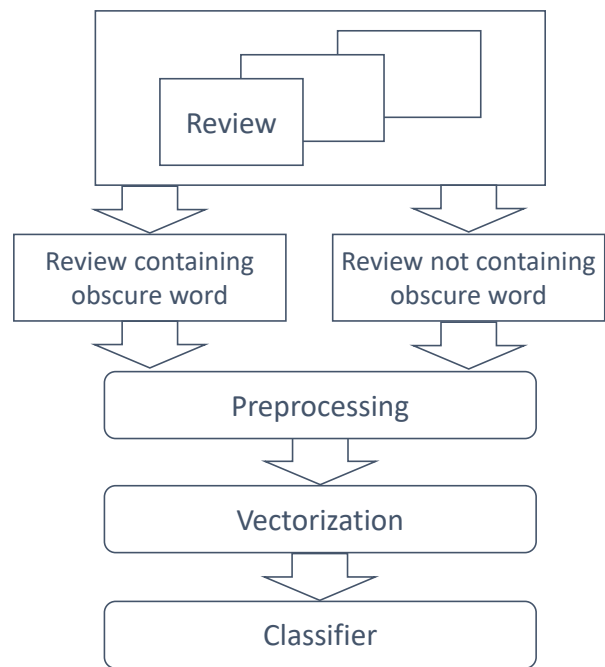 Review
Review containing
obscure word
Review not containing
obscure word
Preprocessing
Vectorization
Classifier